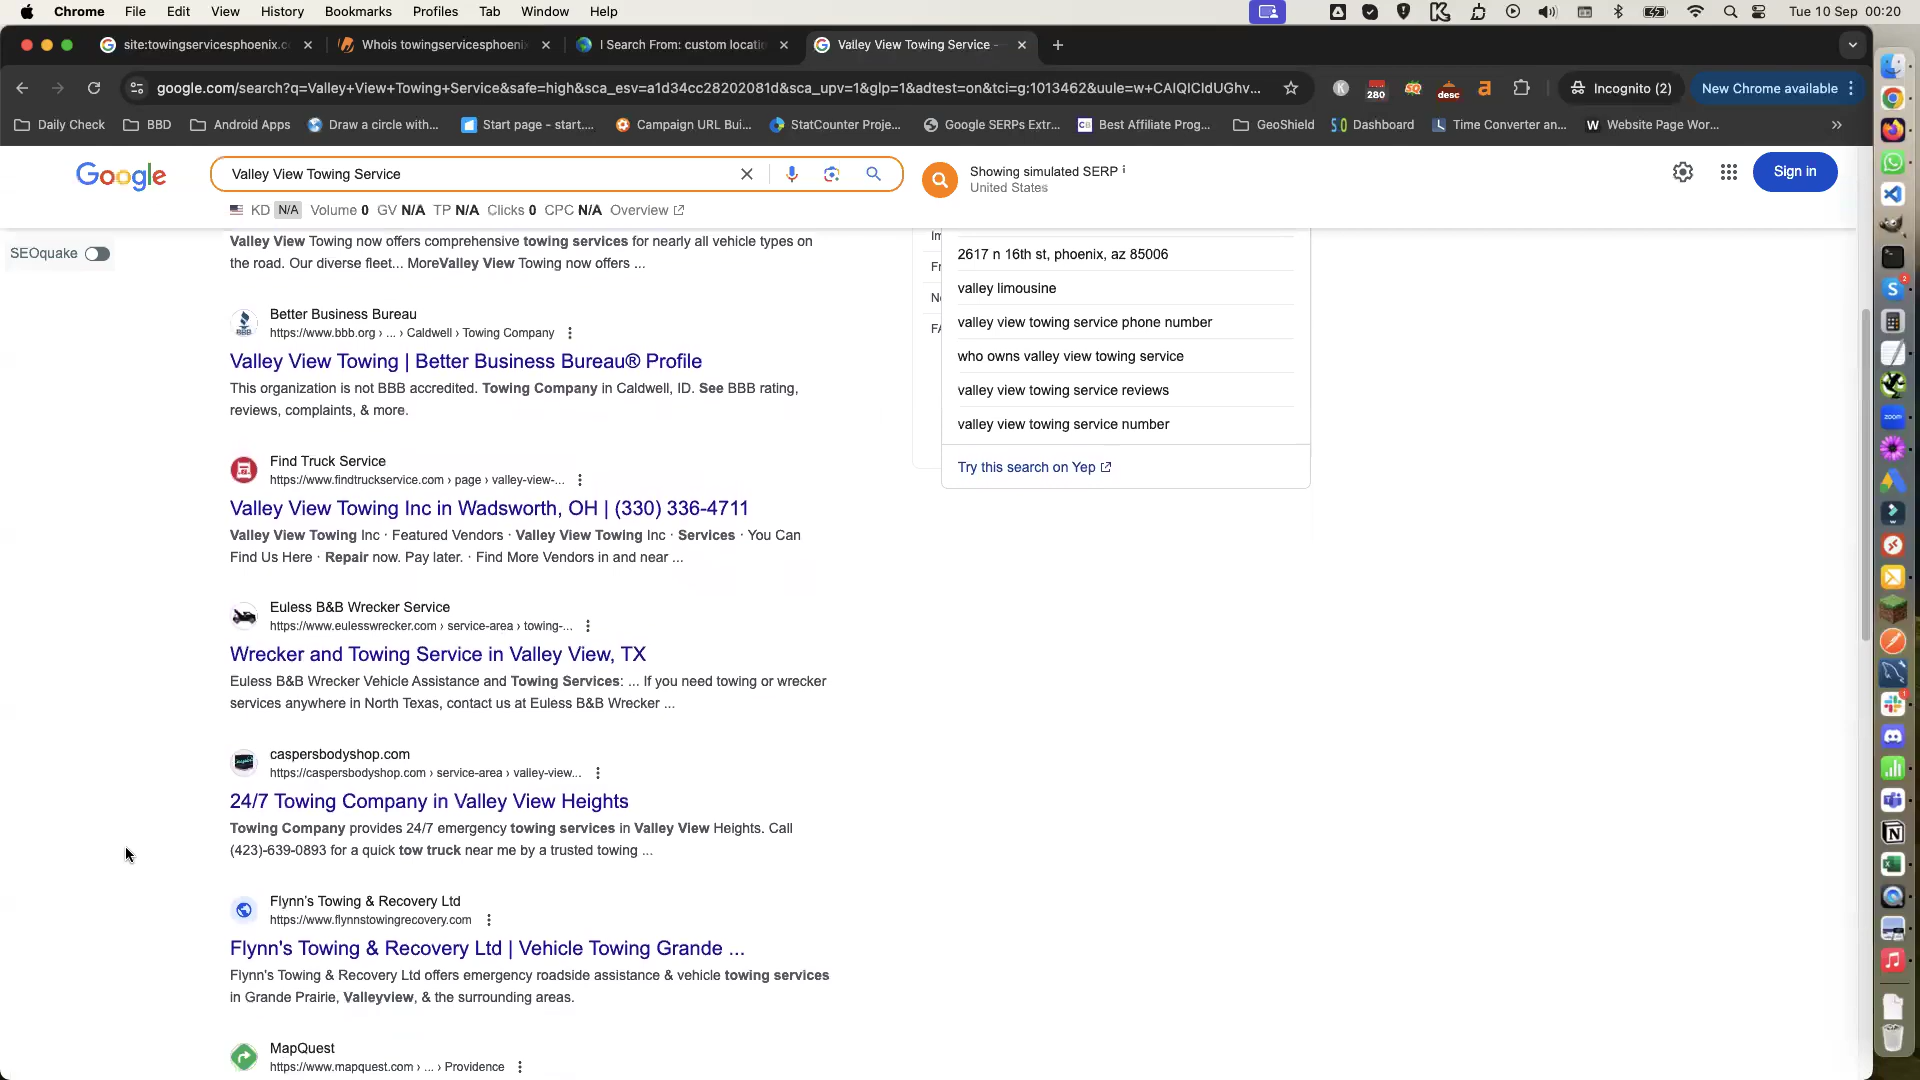 Chrome File Edit View History Bookmarks Profiles Tab Window Help Tue 10 Sep 00:20
site:towingservicesphoenix.c Whois towingservicesphoeni I Search From: custom locatio Valley View Towing Service -
google.com/search?q=Valley+View+Towing+Service&safe=high&sca_esv=a1d34cc28202081d&sca_upv=1&glp=1&adtest=on&tci=g:1013462&uule=w+CAIQICIdUGhv... 280 desc Incognito (2) New Chrome available
Daily Check BBD Android Apps Draw a circle with... Start page - start.... Campaign URL Bui... StatCounter Proje... Google SERPs Extr... Best Affiliate Prog... GeoShield Dashboard Time Converter an... Website Page Wor... »
Google Valley View Towing Service Showing simulated SERP i
United States
Sign in
KD N/A Volume 0 GV N/A TP N/A Clicks 0 CPC N/A Overview
SEOquake
Valley View Towing now offers comprehensive towing services for nearly all vehicle types on
the road. Our diverse fleet... MoreValley View Towing now offers ...
Better Business Bureau
https://www.bbb.org › ... › Caldwell › Towing Company
Valley View Towing | Better Business Bureau® Profile
This organization is not BBB accredited. Towing Company in Caldwell, ID. See BBB rating,
reviews, complaints, & more.
Find Truck Service
https://www.findtruckservice.com › page › valley-view-...
Valley View Towing Inc in Wadsworth, OH | (330) 336-4711
Valley View Towing Inc · Featured Vendors · Valley View Towing Inc · Services · You Can
Find Us Here · Repair now. Pay later. · Find More Vendors in and near ...
Euless B&B Wrecker Service
https://www.eulesswrecker.com › service-area › towing-...
Wrecker and Towing Service in Valley View, TX
Euless B&B Wrecker Vehicle Assistance and Towing Services: ... If you need towing or wrecker
services anywhere in North Texas, contact us at Euless B&B Wrecker ...
caspersbodyshop.com
https://caspersbodyshop.com › service-area › valley-view...
24/7 Towing Company in Valley View Heights
Towing Company provides 24/7 emergency towing services in Valley View Heights. Call
(423)-639-0893 for a quick tow truck near me by a trusted towing ...
Flynn's Towing & Recovery Ltd
https://www.flynnstowingrecovery.com
Flynn's Towing & Recovery Ltd | Vehicle Towing Grande ...
Flynn's Towing & Recovery Ltd offers emergency roadside assistance & vehicle towing services
in Grande Prairie, Valleyview, & the surrounding areas.
MapQuest
https://www.mapquest.com › ... › Providence
Im
Fr
Ne
FA
2617 n 16th st, phoenix, az 85006
valley limousine
valley view towing service phone number
who owns valley view towing service
valley view towing service reviews
valley view towing service number
Try this search on Yep
zoom